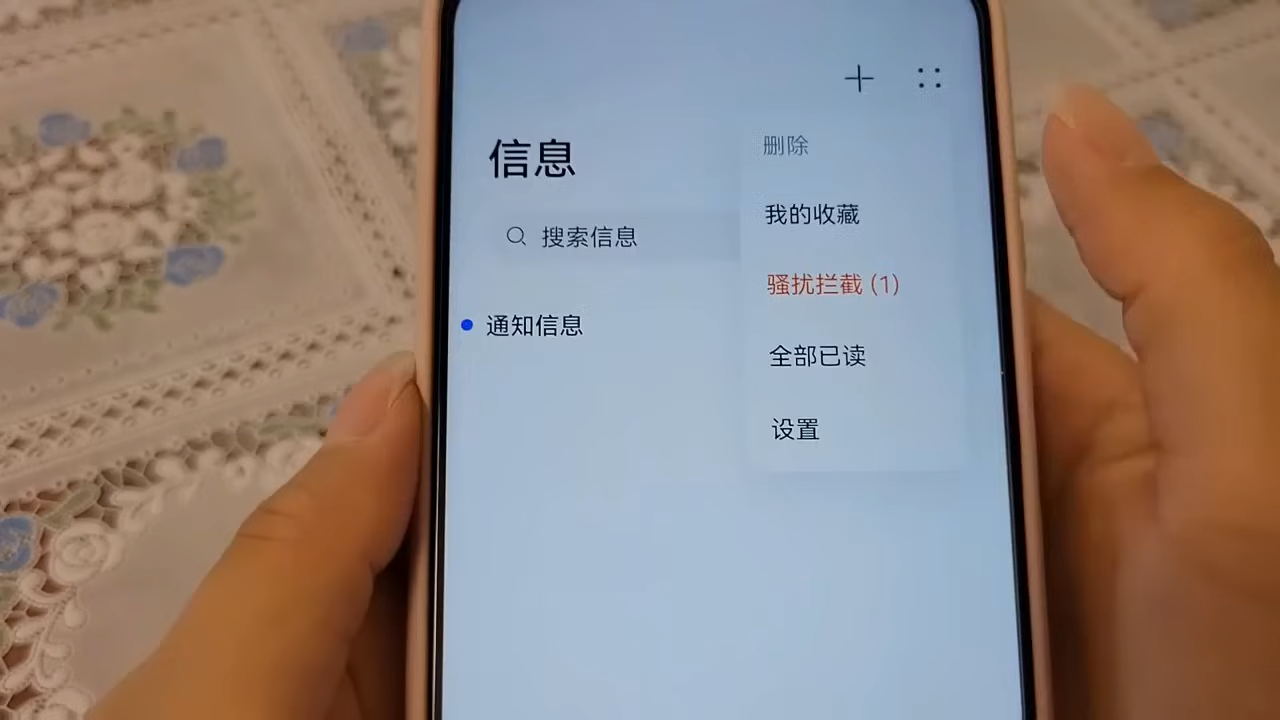 信息
搜索信息
通知信息
删除
我的收藏
骚扰拦截 (1)
全部已读
设置